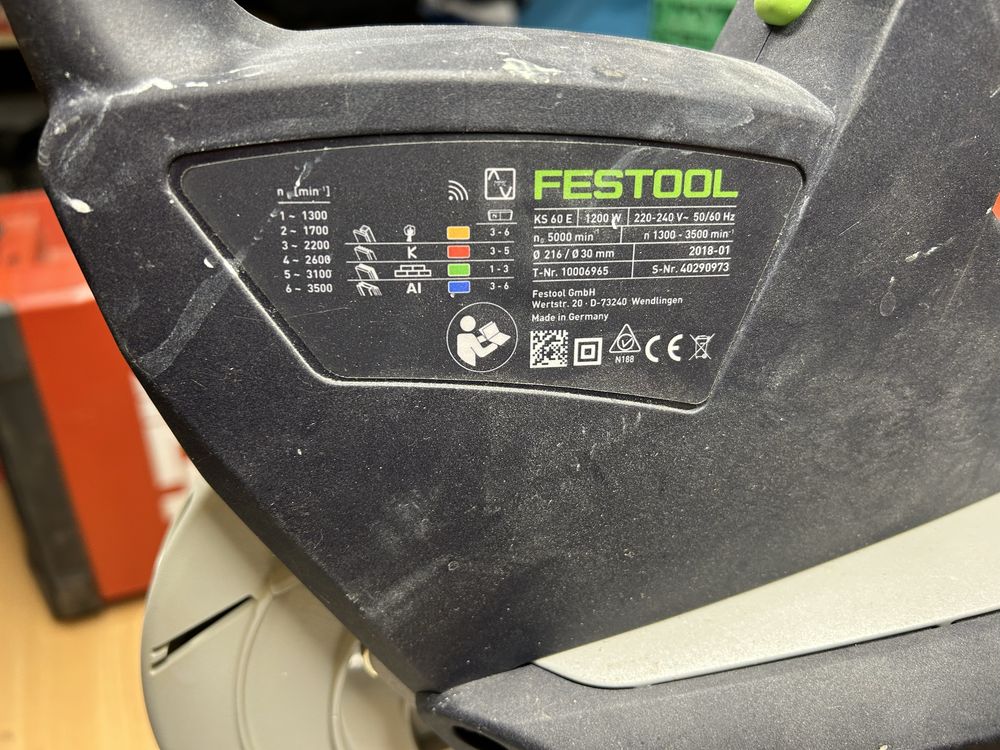 n₀ [min⁻¹]
1 ~ 1300
2 ~ 1700
3 ~ 2200
4 ~ 2600
5 ~ 3100
6 ~ 3500
3-6
K 3-5
1-3
Al 3-6
FESTOOL
KS 60 E 1200 W 220-240 V~ 50/60 Hz
n₀ 5000 min⁻¹ n 1300 - 3500 min⁻¹
Ø 216 / Ø 30 mm 2018-01
T-Nr. 10006965 S-Nr. 40290973
Festool GmbH
Wertstr. 20 · D-73240 Wendlingen
Made in Germany
N188
CE